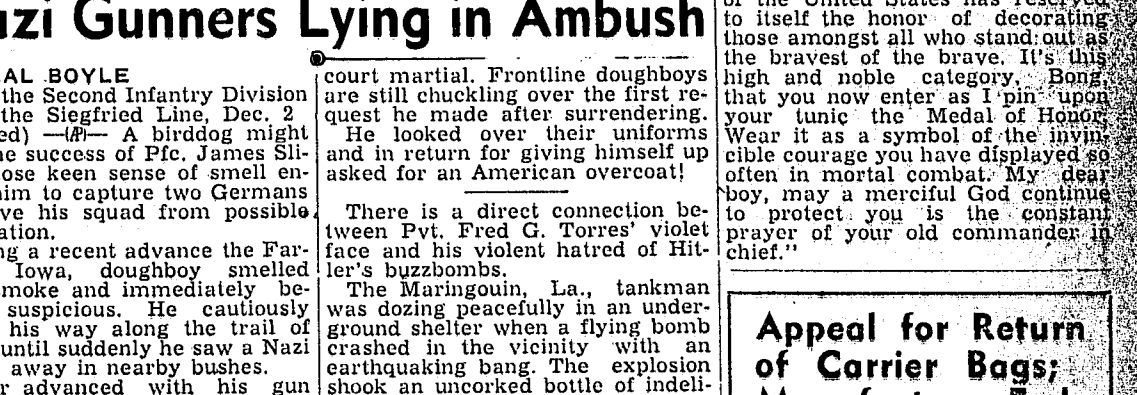 zi Gunners Lying in Ambush
AL BOYLE
the Second Infantry Division
the Siegfried Line, Dec. 2
ed) —(AP)— A birddog might
e success of Pfc. James Sli-
ose keen sense of smell en-
im to capture two Germans
ve his squad from possible
ation.
ng a recent advance the Far-
Iowa, doughboy smelled
smoke and immediately be-
suspicious. He cautiously
his way along the trail of
until suddenly he saw a Nazi
away in nearby bushes.
r advanced with his gun
court martial. Frontline doughboys
are still chuckling over the first re-
quest he made after surrendering.
He looked over their uniforms
and in return for giving himself up
asked for an American overcoat!
There is a direct connection be-
tween Pvt. Fred G. Torres' violet
face and his violent hatred of Hit-
ler's buzzbombs.
The Maringouin, La., tankman
was dozing peacefully in an under-
ground shelter when a flying bomb
crashed in the vicinity with an
earthquaking bang. The explosion
shook an uncorked bottle of indeli-
of the United States has reserved
to itself the honor of decorating
those amongst all who stand out as
the bravest of the brave. It's this
high and noble category, Bong,
that you now enter as I pin upon
your tunic the Medal of Honor.
Wear it as a symbol of the invin-
cible courage you have displayed so
often in mortal combat. My dear
boy, may a merciful God continue
to protect you is the constant
prayer of your old commander in
chief."
Appeal for Return
of Carrier Bags;